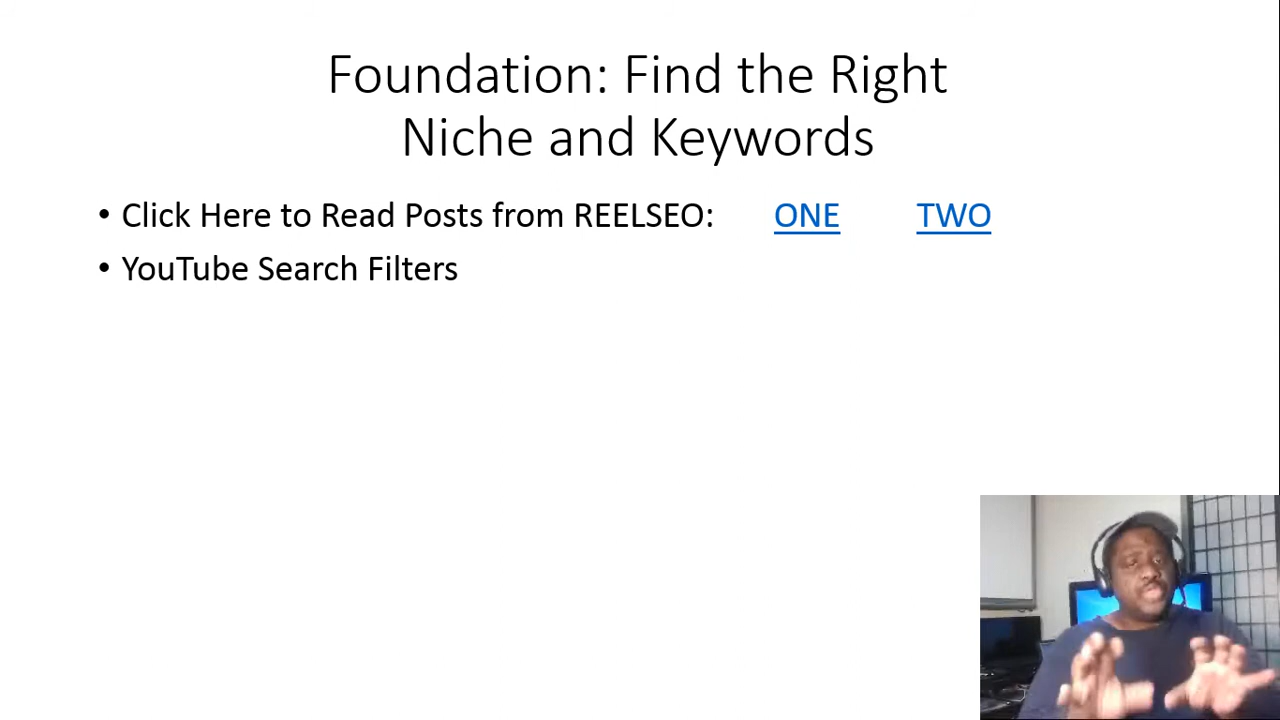 Foundation: Find the Right
Niche and Keywords
• Click Here to Read Posts from REELSEO: ONE TWO
• YouTube Search Filters